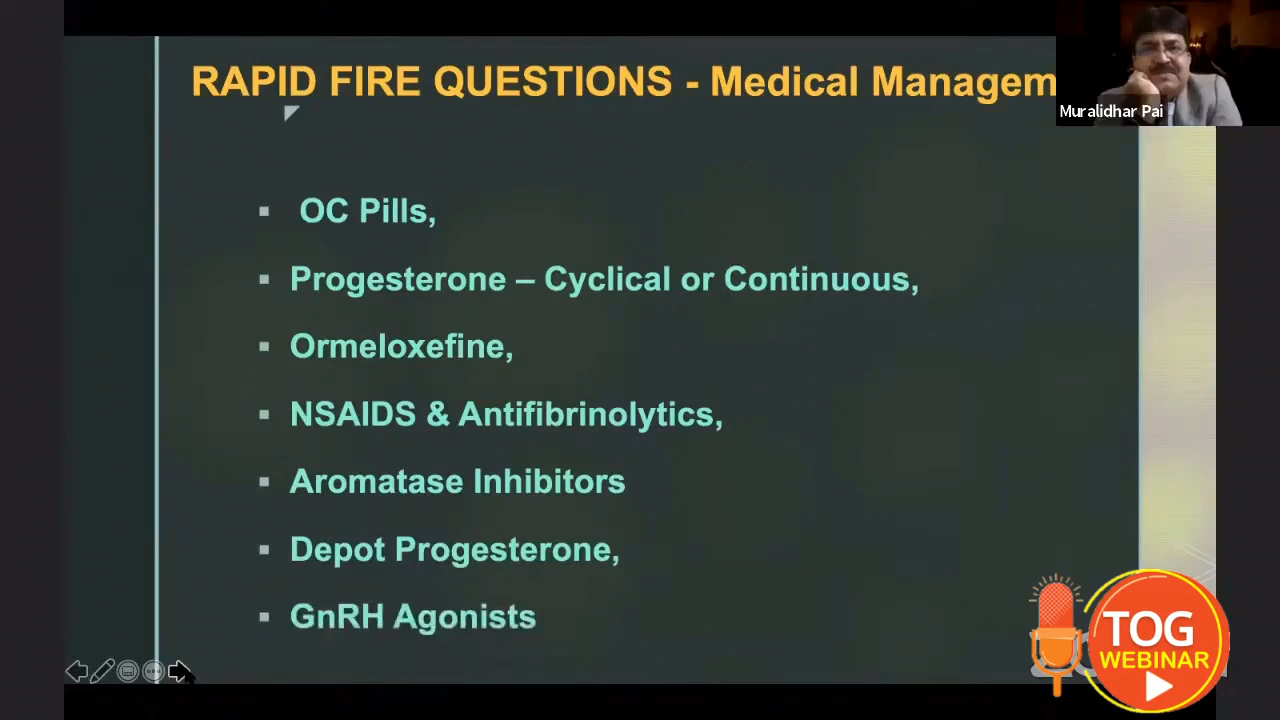 RAPID FIRE QUESTIONS - Medical Managem
Muralidhar Pai
OC Pills,
Progesterone – Cyclical or Continuous,
Ormeloxefine,
NSAIDS & Antifibrinolytics,
Aromatase Inhibitors
Depot Progesterone,
GnRH Agonists
TOG
WEBINAR